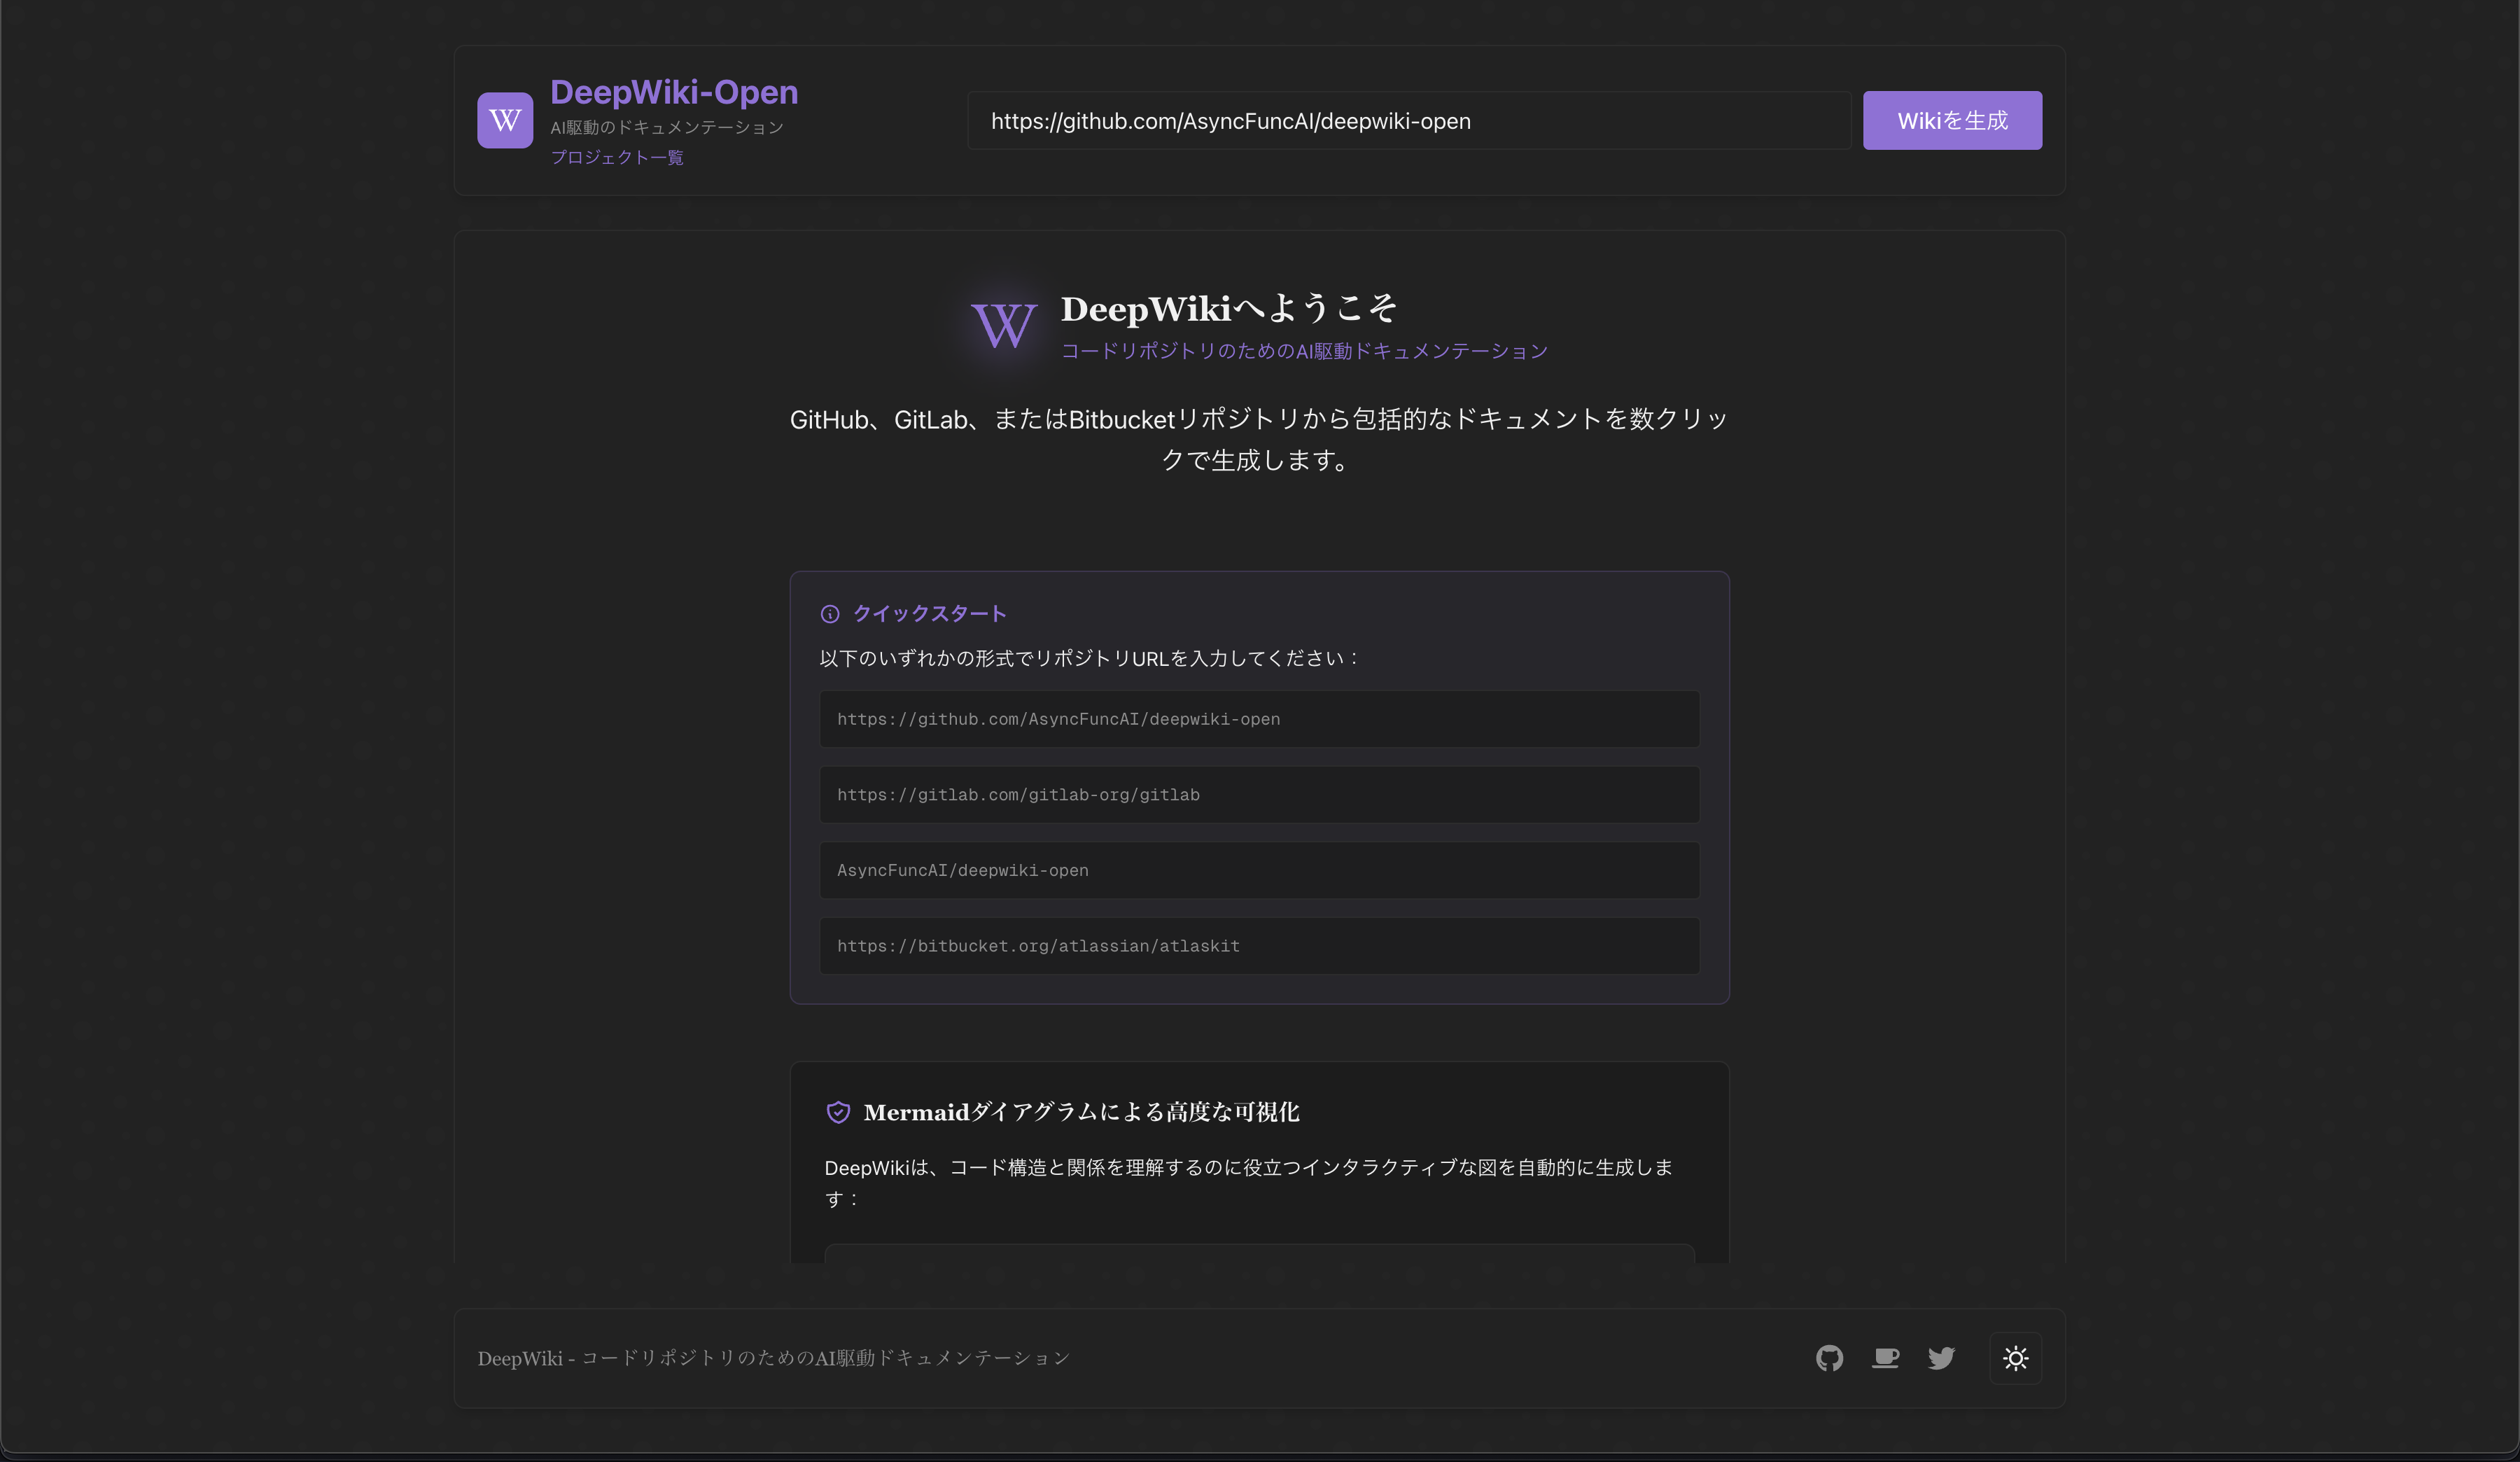 W
DeepWiki-Open
AI駆動のドキュメンテーション
プロジェクト一覧
https://github.com/AsyncFuncAI/deepwiki-open
Wikiを生成
W
DeepWikiへようこそ
コードリポジトリのためのAI駆動ドキュメンテーション
GitHub、GitLab、またはBitbucketリポジトリから包括的なドキュメントを数クリッ
クで生成します。
クイックスタート
以下のいずれかの形式でリポジトリURLを入力してください：
https://github.com/AsyncFuncAI/deepwiki-open
https://gitlab.com/gitlab-org/gitlab
AsyncFuncAI/deepwiki-open
https://bitbucket.org/atlassian/atlaskit
Mermaidダイアグラムによる高度な可視化
DeepWikiは、コード構造と関係を理解するのに役立つインタラクティブな図を自動的に生成しま
す：
DeepWiki - コードリポジトリのためのAI駆動ドキュメンテーション